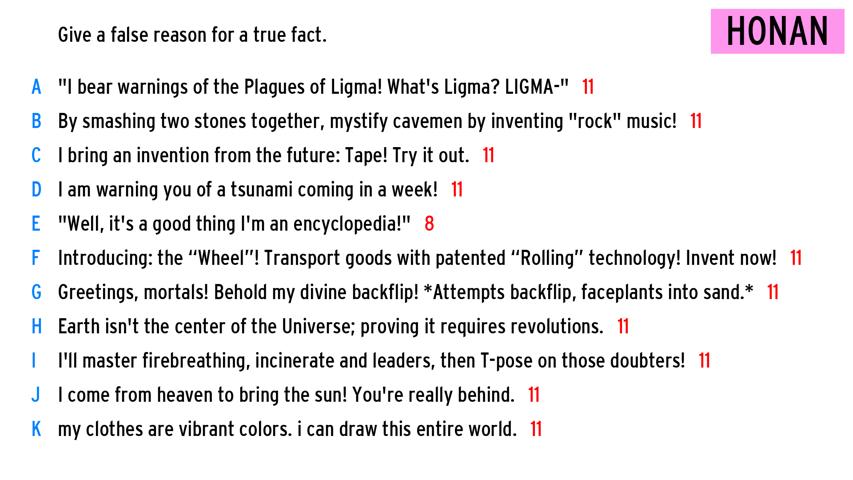 Give a false reason for a true fact.
HONAN
A "I bear warnings of the Plagues of Ligma! What's Ligma? LIGMA-" 11
B By smashing two stones together, mystify cavemen by inventing "rock" music! 11
C I bring an invention from the future: Tape! Try it out. 11
D I am warning you of a tsunami coming in a week! 11
E "Well, it's a good thing I'm an encyclopedia!" 8
F Introducing: the “Wheel”! Transport goods with patented “Rolling” technology! Invent now! 11
G Greetings, mortals! Behold my divine backflip! *Attempts backflip, faceplants into sand.* 11
H Earth isn't the center of the Universe; proving it requires revolutions. 11
I I'll master firebreathing, incinerate and leaders, then T-pose on those doubters! 11
J I come from heaven to bring the sun! You're really behind. 11
K my clothes are vibrant colors. i can draw this entire world. 11